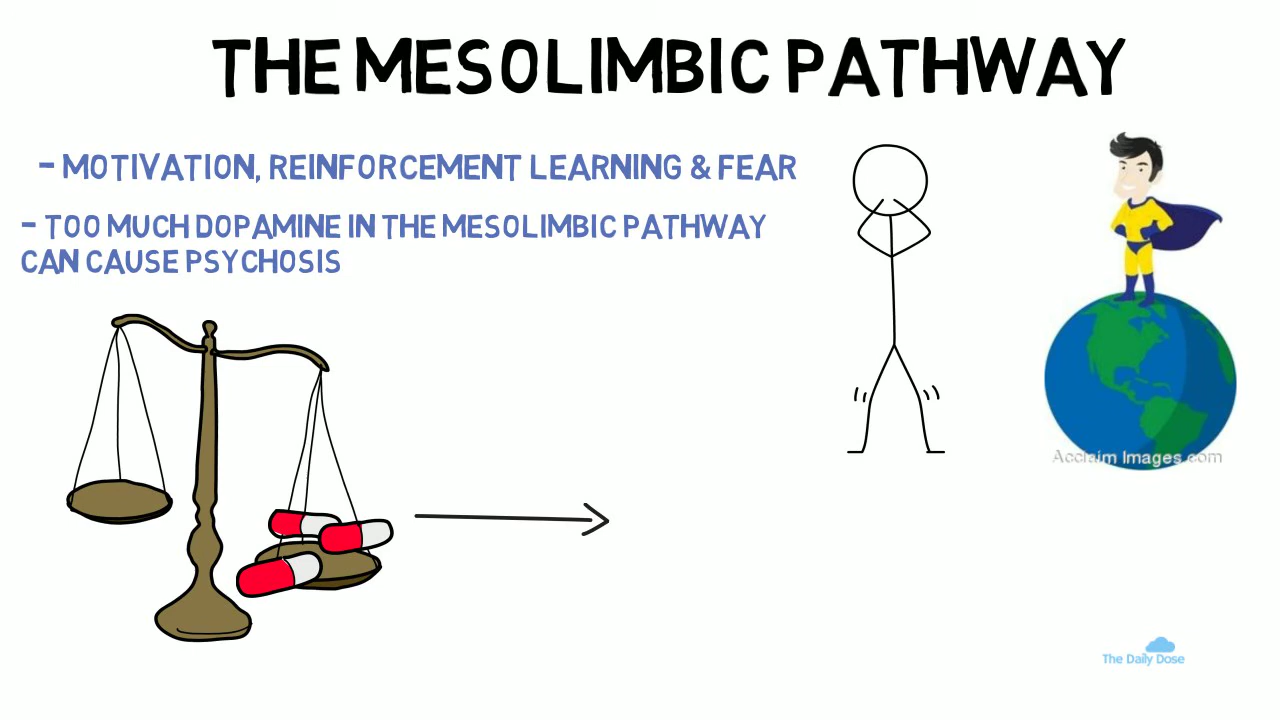 THE MESOLIMBIC PATHWAY
- MOTIVATION, REINFORCEMENT LEARNING & FEAR
- TOO MUCH DOPAMINE IN THE MESOLIMBIC PATHWAY
CAN CAUSE PSYCHOSIS
Acclaim Images.com
The Daily Dose